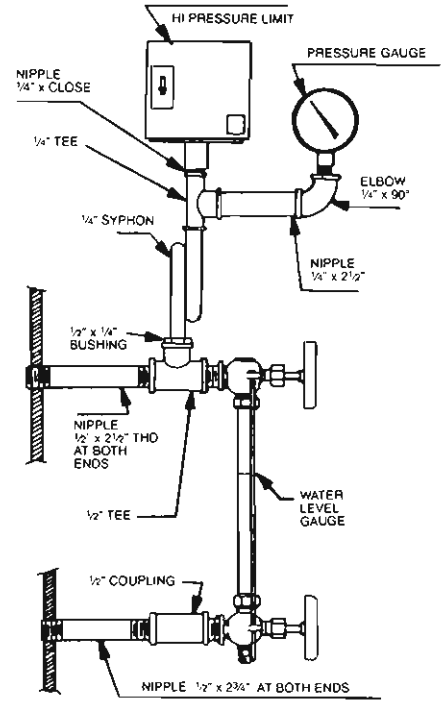 HI PRESSURE LIMIT
PRESSURE GAUGE
NIPPLE
1/4" x CLOSE
1/4" TEE
ELBOW
1/4" x 90°
1/4" SYPHON
NIPPLE
1/4" x 2 1/2"
1/2" x 1/4"
BUSHING
NIPPLE
1/2" x 2 1/2" THD
AT BOTH
ENDS
WATER
LEVEL
GAUGE
1/2" TEE
1/2" COUPLING
NIPPLE 1/2" x 2 3/4" AT BOTH ENDS